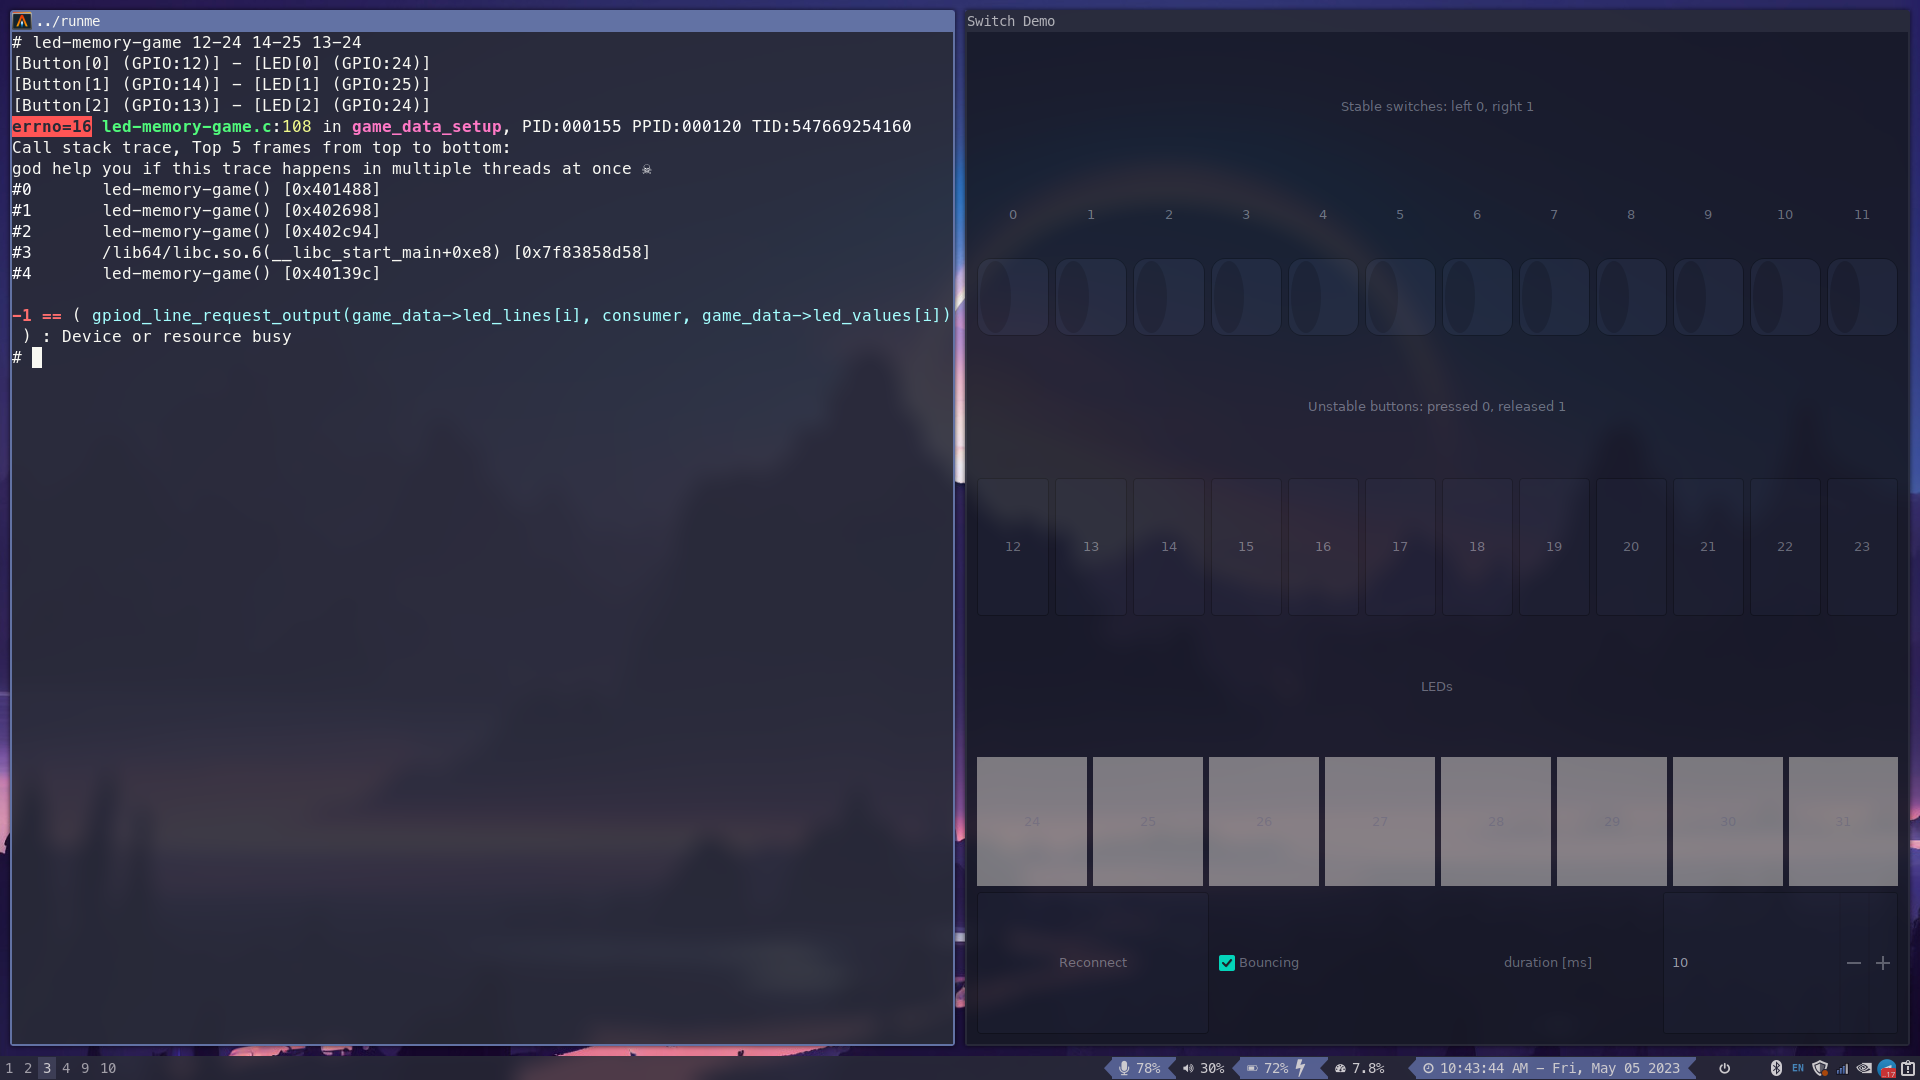 ../runme
# led-memory-game 12-24 14-25 13-24
[Button[0] (GPIO:12)] - [LED[0] (GPIO:24)]
[Button[1] (GPIO:14)] - [LED[1] (GPIO:25)]
[Button[2] (GPIO:13)] - [LED[2] (GPIO:24)]
errno=16 led-memory-game.c:108 in game_data_setup, PID:000155 PPID:000120 TID:547669254160
Call stack trace, Top 5 frames from top to bottom:
god help you if this trace happens in multiple threads at once ☠
#0 led-memory-game() [0x401488]
#1 led-memory-game() [0x402698]
#2 led-memory-game() [0x402c94]
#3 /lib64/libc.so.6(__libc_start_main+0xe8) [0x7f83858d58]
#4 led-memory-game() [0x40139c]
-1 == ( gpiod_line_request_output(game_data->led_lines[i], consumer, game_data->led_values[i])
) : Device or resource busy
#
Switch Demo
Stable switches: left 0, right 1
0 1 2 3 4 5 6 7 8 9 10 11
Unstable buttons: pressed 0, released 1
12 13 14 15 16 17 18 19 20 21 22 23
LEDs
24 25 26 27 28 29 30 31
Reconnect Bouncing duration [ms] 10 − +
1 2 3 4 9 10 78% 30% 72% 7.8% 10:43:44 AM − Fri, May 05 2023 EN